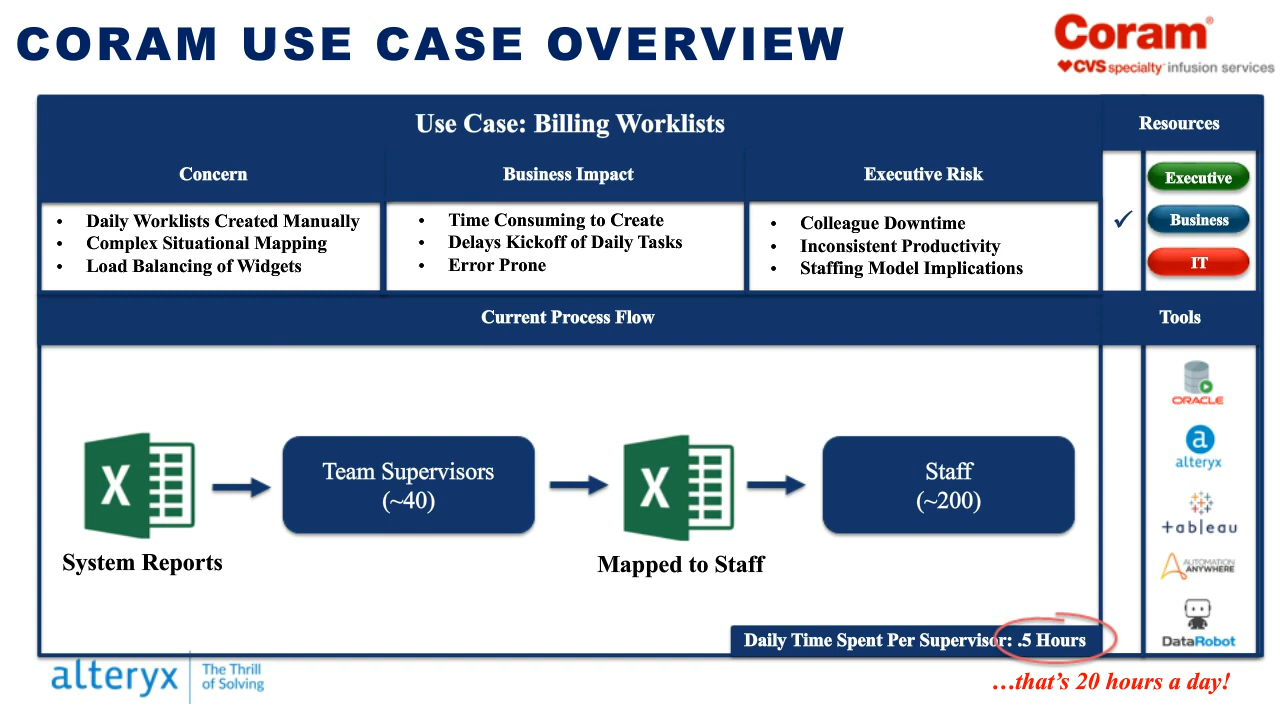 CORAM USE CASE OVERVIEW
Coram®
CVS specialty™ infusion services
Use Case: Billing Worklists
Resources
Concern
Business Impact
Executive Risk
• Daily Worklists Created Manually
• Complex Situational Mapping
• Load Balancing of Widgets
• Time Consuming to Create
• Delays Kickoff of Daily Tasks
• Error Prone
• Colleague Downtime
• Inconsistent Productivity
• Staffing Model Implications
✓
Executive
Business
IT
Current Process Flow
Tools
X
System Reports
Team Supervisors
(~40)
X
Mapped to Staff
Staff
(~200)
ORACLE
a
alteryx
+ableau
AUTOMATION
ANYWHERE
DataRobot
Daily Time Spent Per Supervisor: .5 Hours
…that's 20 hours a day!
alteryx
The Thrill
of Solving